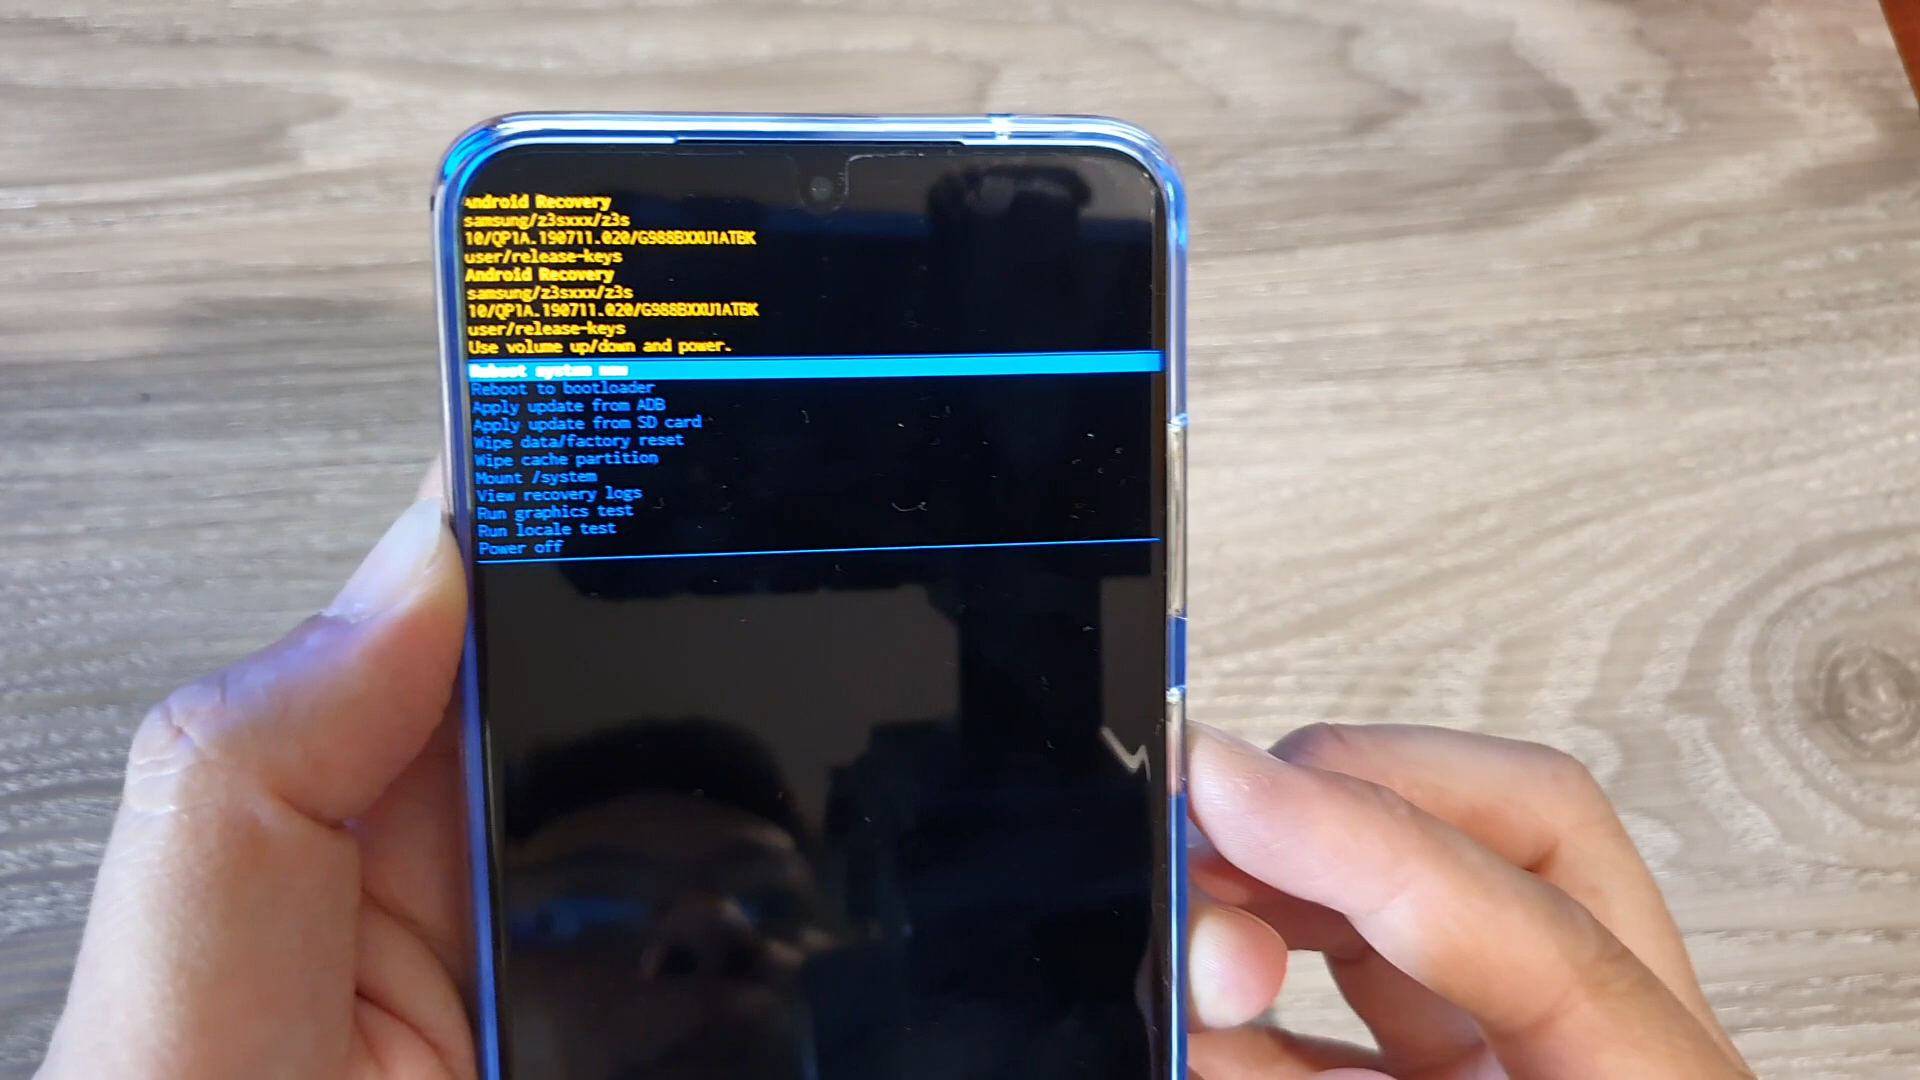 Android Recovery
samsung/z3sxxx/z3s
10/QP1A.190711.020/G988BXXU1ATBK
user/release-keys
Android Recovery
samsung/z3sxxx/z3s
10/QP1A.190711.020/G988BXXU1ATBK
user/release-keys
Use volume up/down and power.
Reboot system now
Reboot to bootloader
Apply update from ADB
Apply update from SD card
Wipe data/factory reset
Wipe cache partition
Mount /system
View recovery logs
Run graphics test
Run locale test
Power off